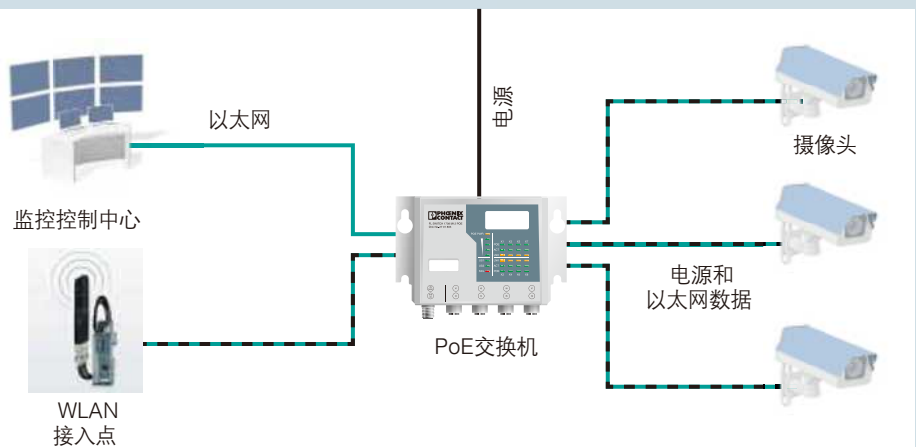 电源
以太网
摄像头
监控控制中心
PHOENIX
CONTACT
电源和
以太网数据
PoE交换机
WLAN
接入点